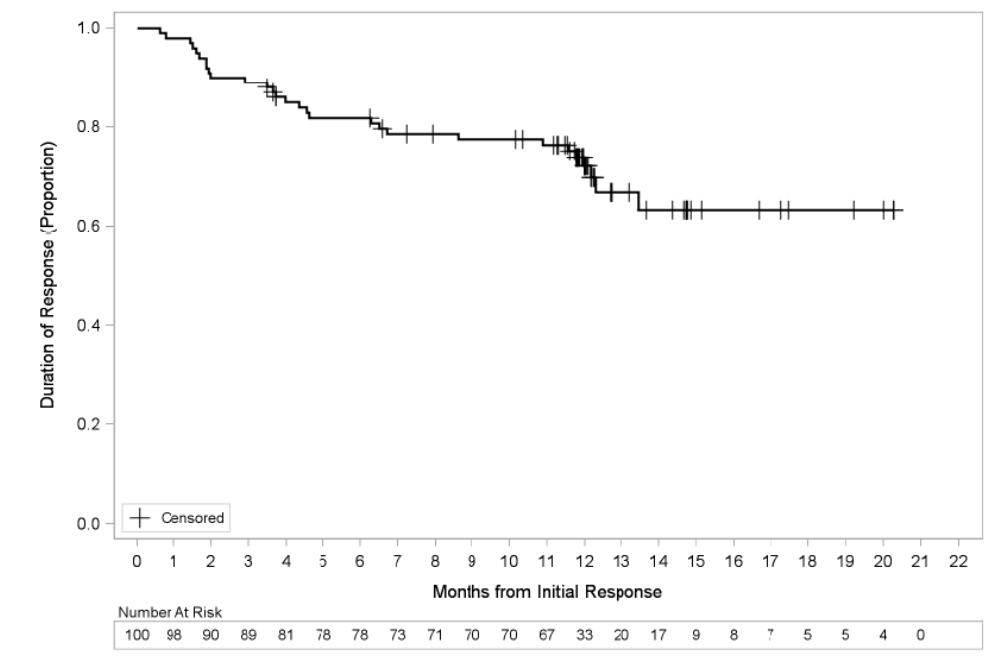 Duration of Response (Proportion)
1.0
0.8
0.6
0.4
0.2
0.0
Censored
0 1 2 3 4 5 6 7 8 9 10 11 12 13 14 15 16 17 18 19 20 21 22
Months from Initial Response
Number At Risk
100 98 90 89 81 78 78 73 71 70 70 67 33 20 17 9 8 7 5 5 4 0